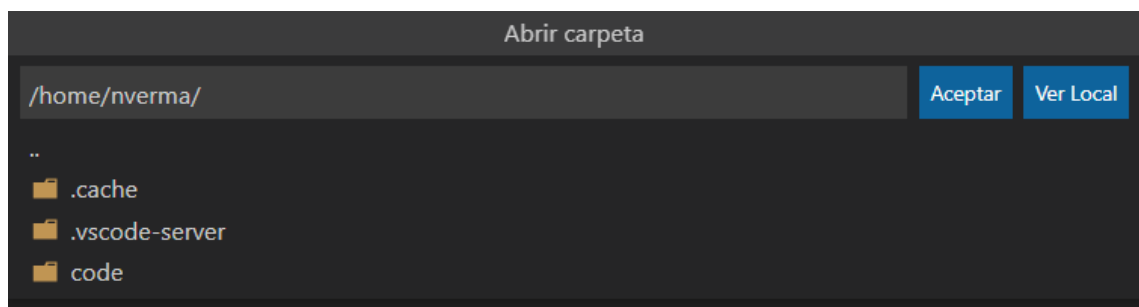 Abrir carpeta
/home/nverma/ Aceptar Ver Local
..
.cache
.vscode-server
code